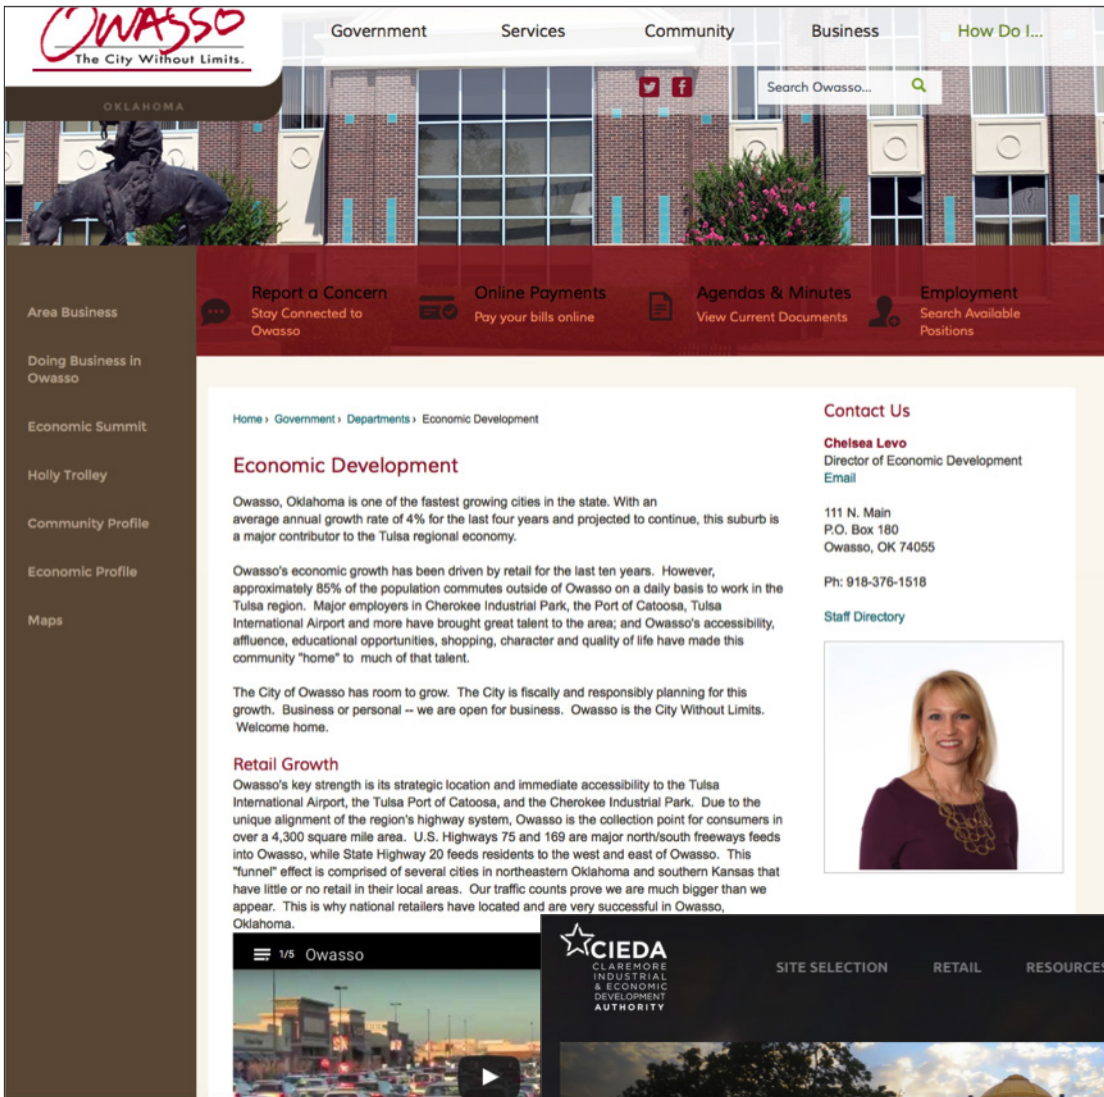 OWASSO
The City Without Limits.
OKLAHOMA
Government
Services
Community
Business
How Do I...
Search Owasso...
Report a Concern
Stay Connected to
Owasso
Online Payments
Pay your bills online
Agendas & Minutes
View Current Documents
Employment
Search Available
Positions
Area Business
Doing Business in
Owasso
Economic Summit
Holly Trolley
Community Profile
Economic Profile
Maps
Home › Government › Departments › Economic Development
Economic Development
Owasso, Oklahoma is one of the fastest growing cities in the state. With an
average annual growth rate of 4% for the last four years and projected to continue, this suburb is
a major contributor to the Tulsa regional economy.
Owasso's economic growth has been driven by retail for the last ten years. However,
approximately 85% of the population commutes outside of Owasso on a daily basis to work in the
Tulsa region. Major employers in Cherokee Industrial Park, the Port of Catoosa, Tulsa
International Airport and more have brought great talent to the area; and Owasso's accessibility,
affluence, educational opportunities, shopping, character and quality of life have made this
community "home" to much of that talent.
The City of Owasso has room to grow. The City is fiscally and responsibly planning for this
growth. Business or personal -- we are open for business. Owasso is the City Without Limits.
Welcome home.
Retail Growth
Owasso's key strength is its strategic location and immediate accessibility to the Tulsa
International Airport, the Tulsa Port of Catoosa, and the Cherokee Industrial Park. Due to the
unique alignment of the region's highway system, Owasso is the collection point for consumers in
over a 4,300 square mile area. U.S. Highways 75 and 169 are major north/south freeways feeds
into Owasso, while State Highway 20 feeds residents to the west and east of Owasso. This
"funnel" effect is comprised of several cities in northeastern Oklahoma and southern Kansas that
have little or no retail in their local areas. Our traffic counts prove we are much bigger than we
appear. This is why national retailers have located and are very successful in Owasso,
Oklahoma.
Contact Us
Chelsea Levo
Director of Economic Development
Email
111 N. Main
P.O. Box 180
Owasso, OK 74055
Ph: 918-376-1518
Staff Directory
1/5 Owasso
CIEDA
CLAREMORE
INDUSTRIAL
& ECONOMIC
DEVELOPMENT
AUTHORITY
SITE SELECTION
RETAIL
RESOURCES